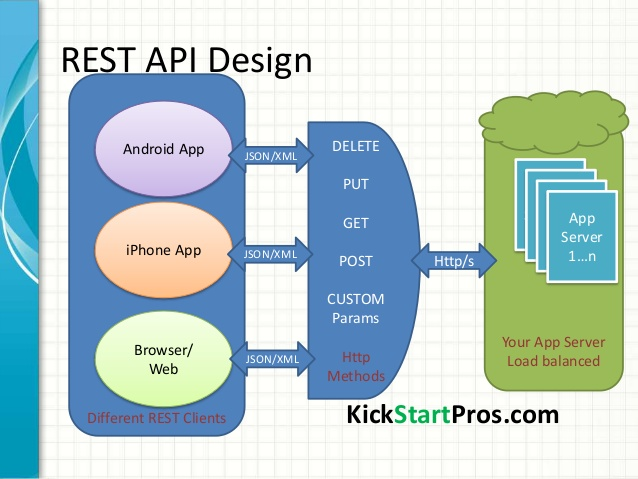 REST API Design
Android App
iPhone App
Browser/
Web
Different REST Clients
JSON/XML
JSON/XML
JSON/XML
DELETE
PUT
GET
POST
CUSTOM
Params
Http
Methods
Http/s
App
Server
1...n
Your App Server
Load balanced
KickStartPros.com